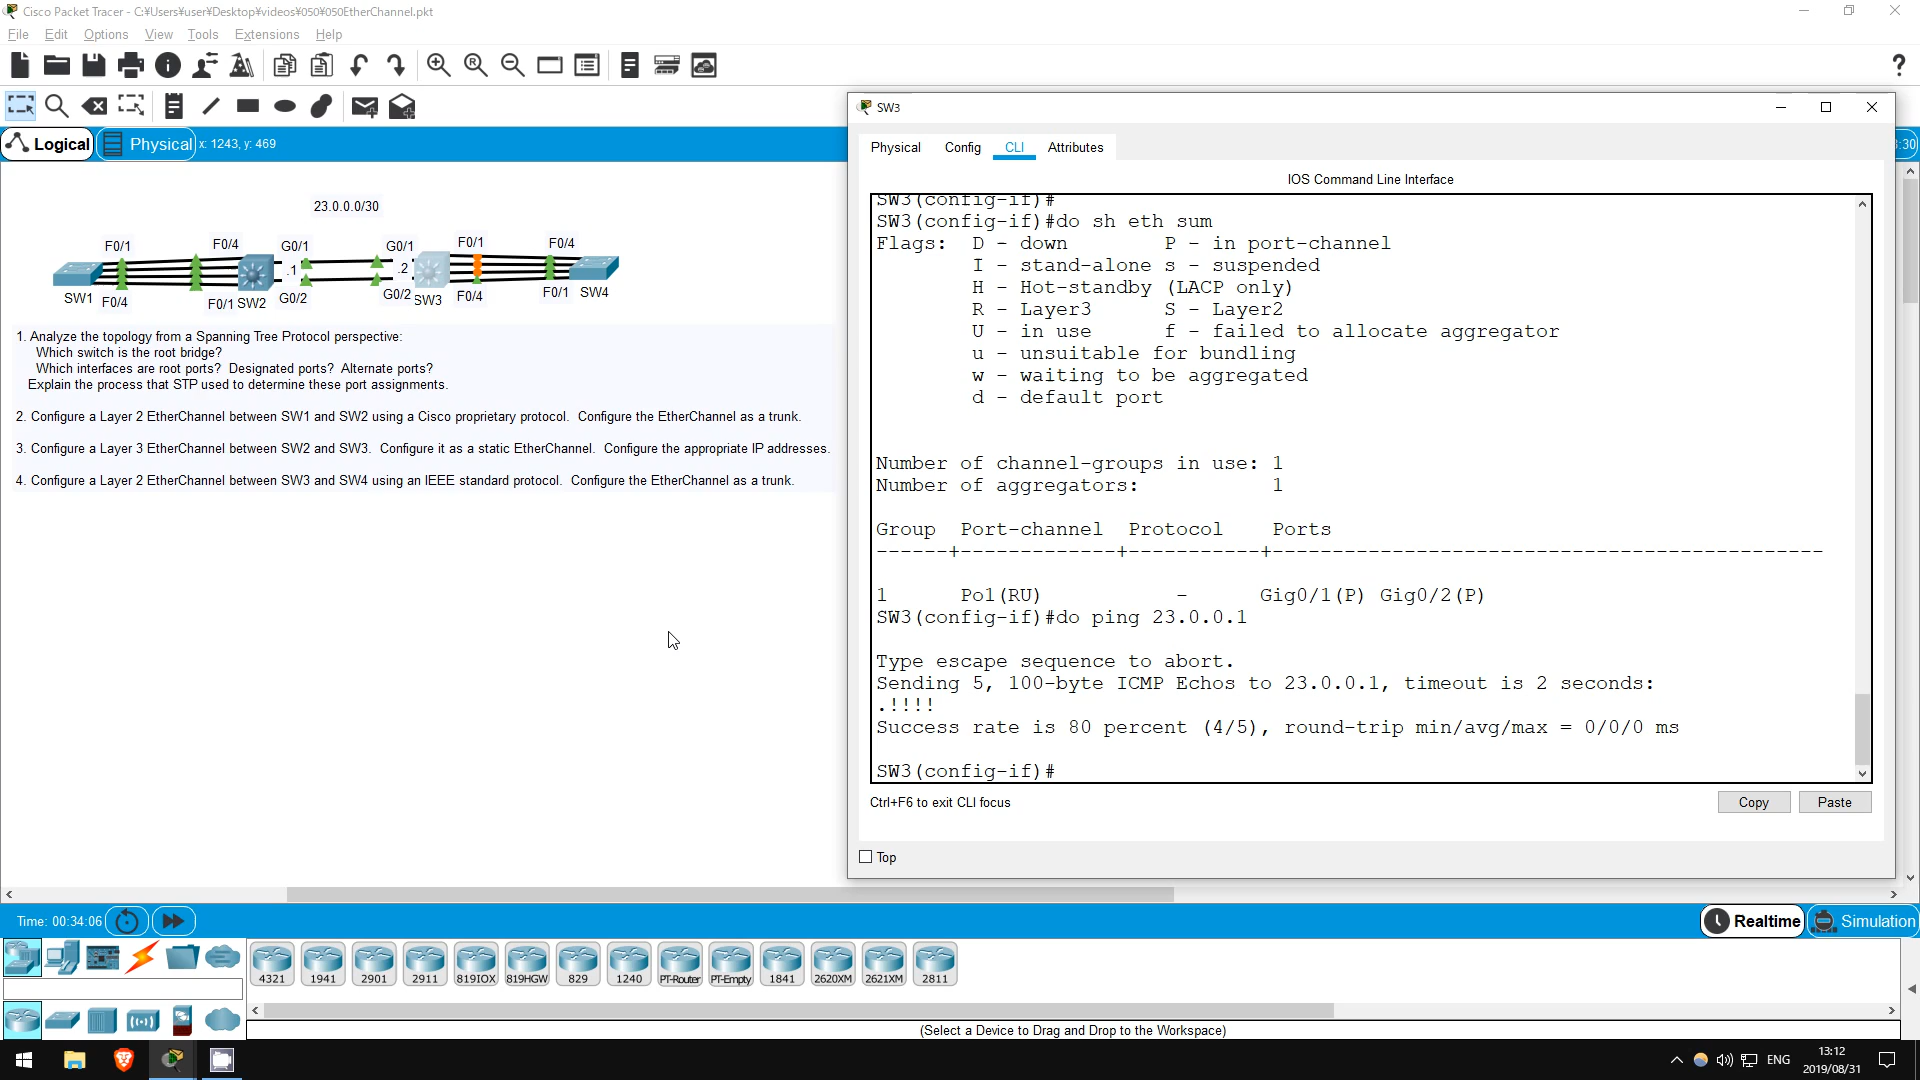 Cisco Packet Tracer - C:¥Users¥user¥Desktop¥videos¥050¥050EtherChannel.pkt
File Edit Options View Tools Extensions Help
Logical Physical x: 1243, y: 469
:30
23.0.0.0/30
F0/1 F0/4 G0/1 G0/1 F0/1 F0/4
.1 .2
SW1 F0/4 F0/1 SW2 G0/2 G0/2 SW3 F0/4 F0/1 SW4
1. Analyze the topology from a Spanning Tree Protocol perspective:
Which switch is the root bridge?
Which interfaces are root ports? Designated ports? Alternate ports?
Explain the process that STP used to determine these port assignments.
2. Configure a Layer 2 EtherChannel between SW1 and SW2 using a Cisco proprietary protocol. Configure the EtherChannel as a trunk.
3. Configure a Layer 3 EtherChannel between SW2 and SW3. Configure it as a static EtherChannel. Configure the appropriate IP addresses.
4. Configure a Layer 2 EtherChannel between SW3 and SW4 using an IEEE standard protocol. Configure the EtherChannel as a trunk.
SW3
Physical Config CLI Attributes
IOS Command Line Interface
SW3(config-if)#
SW3(config-if)#do sh eth sum
Flags: D - down P - in port-channel
I - stand-alone s - suspended
H - Hot-standby (LACP only)
R - Layer3 S - Layer2
U - in use f - failed to allocate aggregator
u - unsuitable for bundling
w - waiting to be aggregated
d - default port
Number of channel-groups in use: 1
Number of aggregators: 1
Group Port-channel Protocol Ports
------+-------------+-----------+----------------------------------------------
1 Po1(RU) - Gig0/1(P) Gig0/2(P)
SW3(config-if)#do ping 23.0.0.1
Type escape sequence to abort.
Sending 5, 100-byte ICMP Echos to 23.0.0.1, timeout is 2 seconds:
.!!!!
Success rate is 80 percent (4/5), round-trip min/avg/max = 0/0/0 ms
SW3(config-if)#
Ctrl+F6 to exit CLI focus
Copy Paste
Top
Time: 00:34:06
Realtime Simulation
4321 1941 2901 2911 819IOX 819HGW 829 1240 PT-Router PT-Empty 1841 2620XM 2621XM 2811
(Select a Device to Drag and Drop to the Workspace)
ENG
13:12
2019/08/31